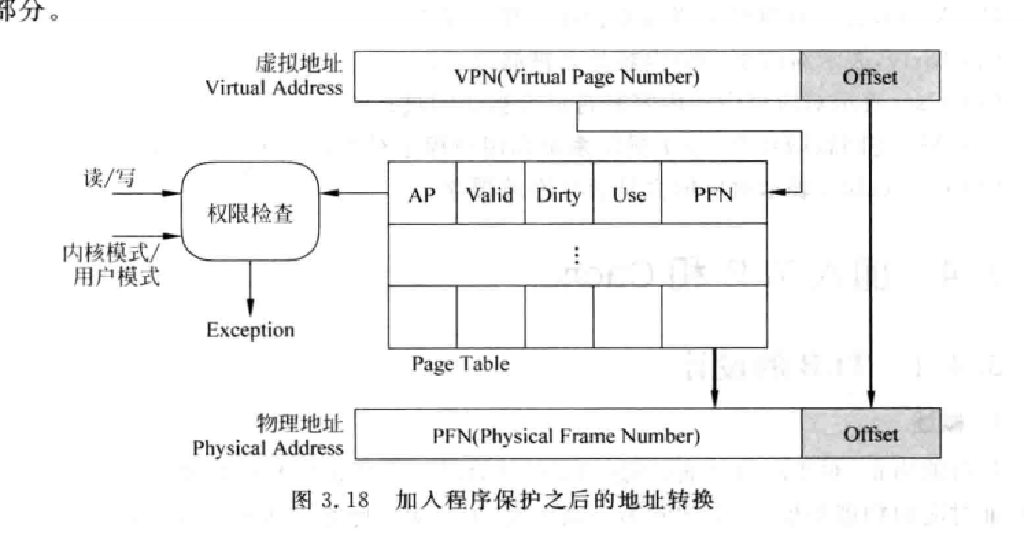 部分。
虚拟地址
Virtual Address
VPN(Virtual Page Number)
Offset
读/写
权限检查
内核模式/
用户模式
Exception
AP
Valid
Dirty
Use
PFN
⋮
Page Table
物理地址
Physical Address
PFN(Physical Frame Number)
Offset
图 3.18 加入程序保护之后的地址转换